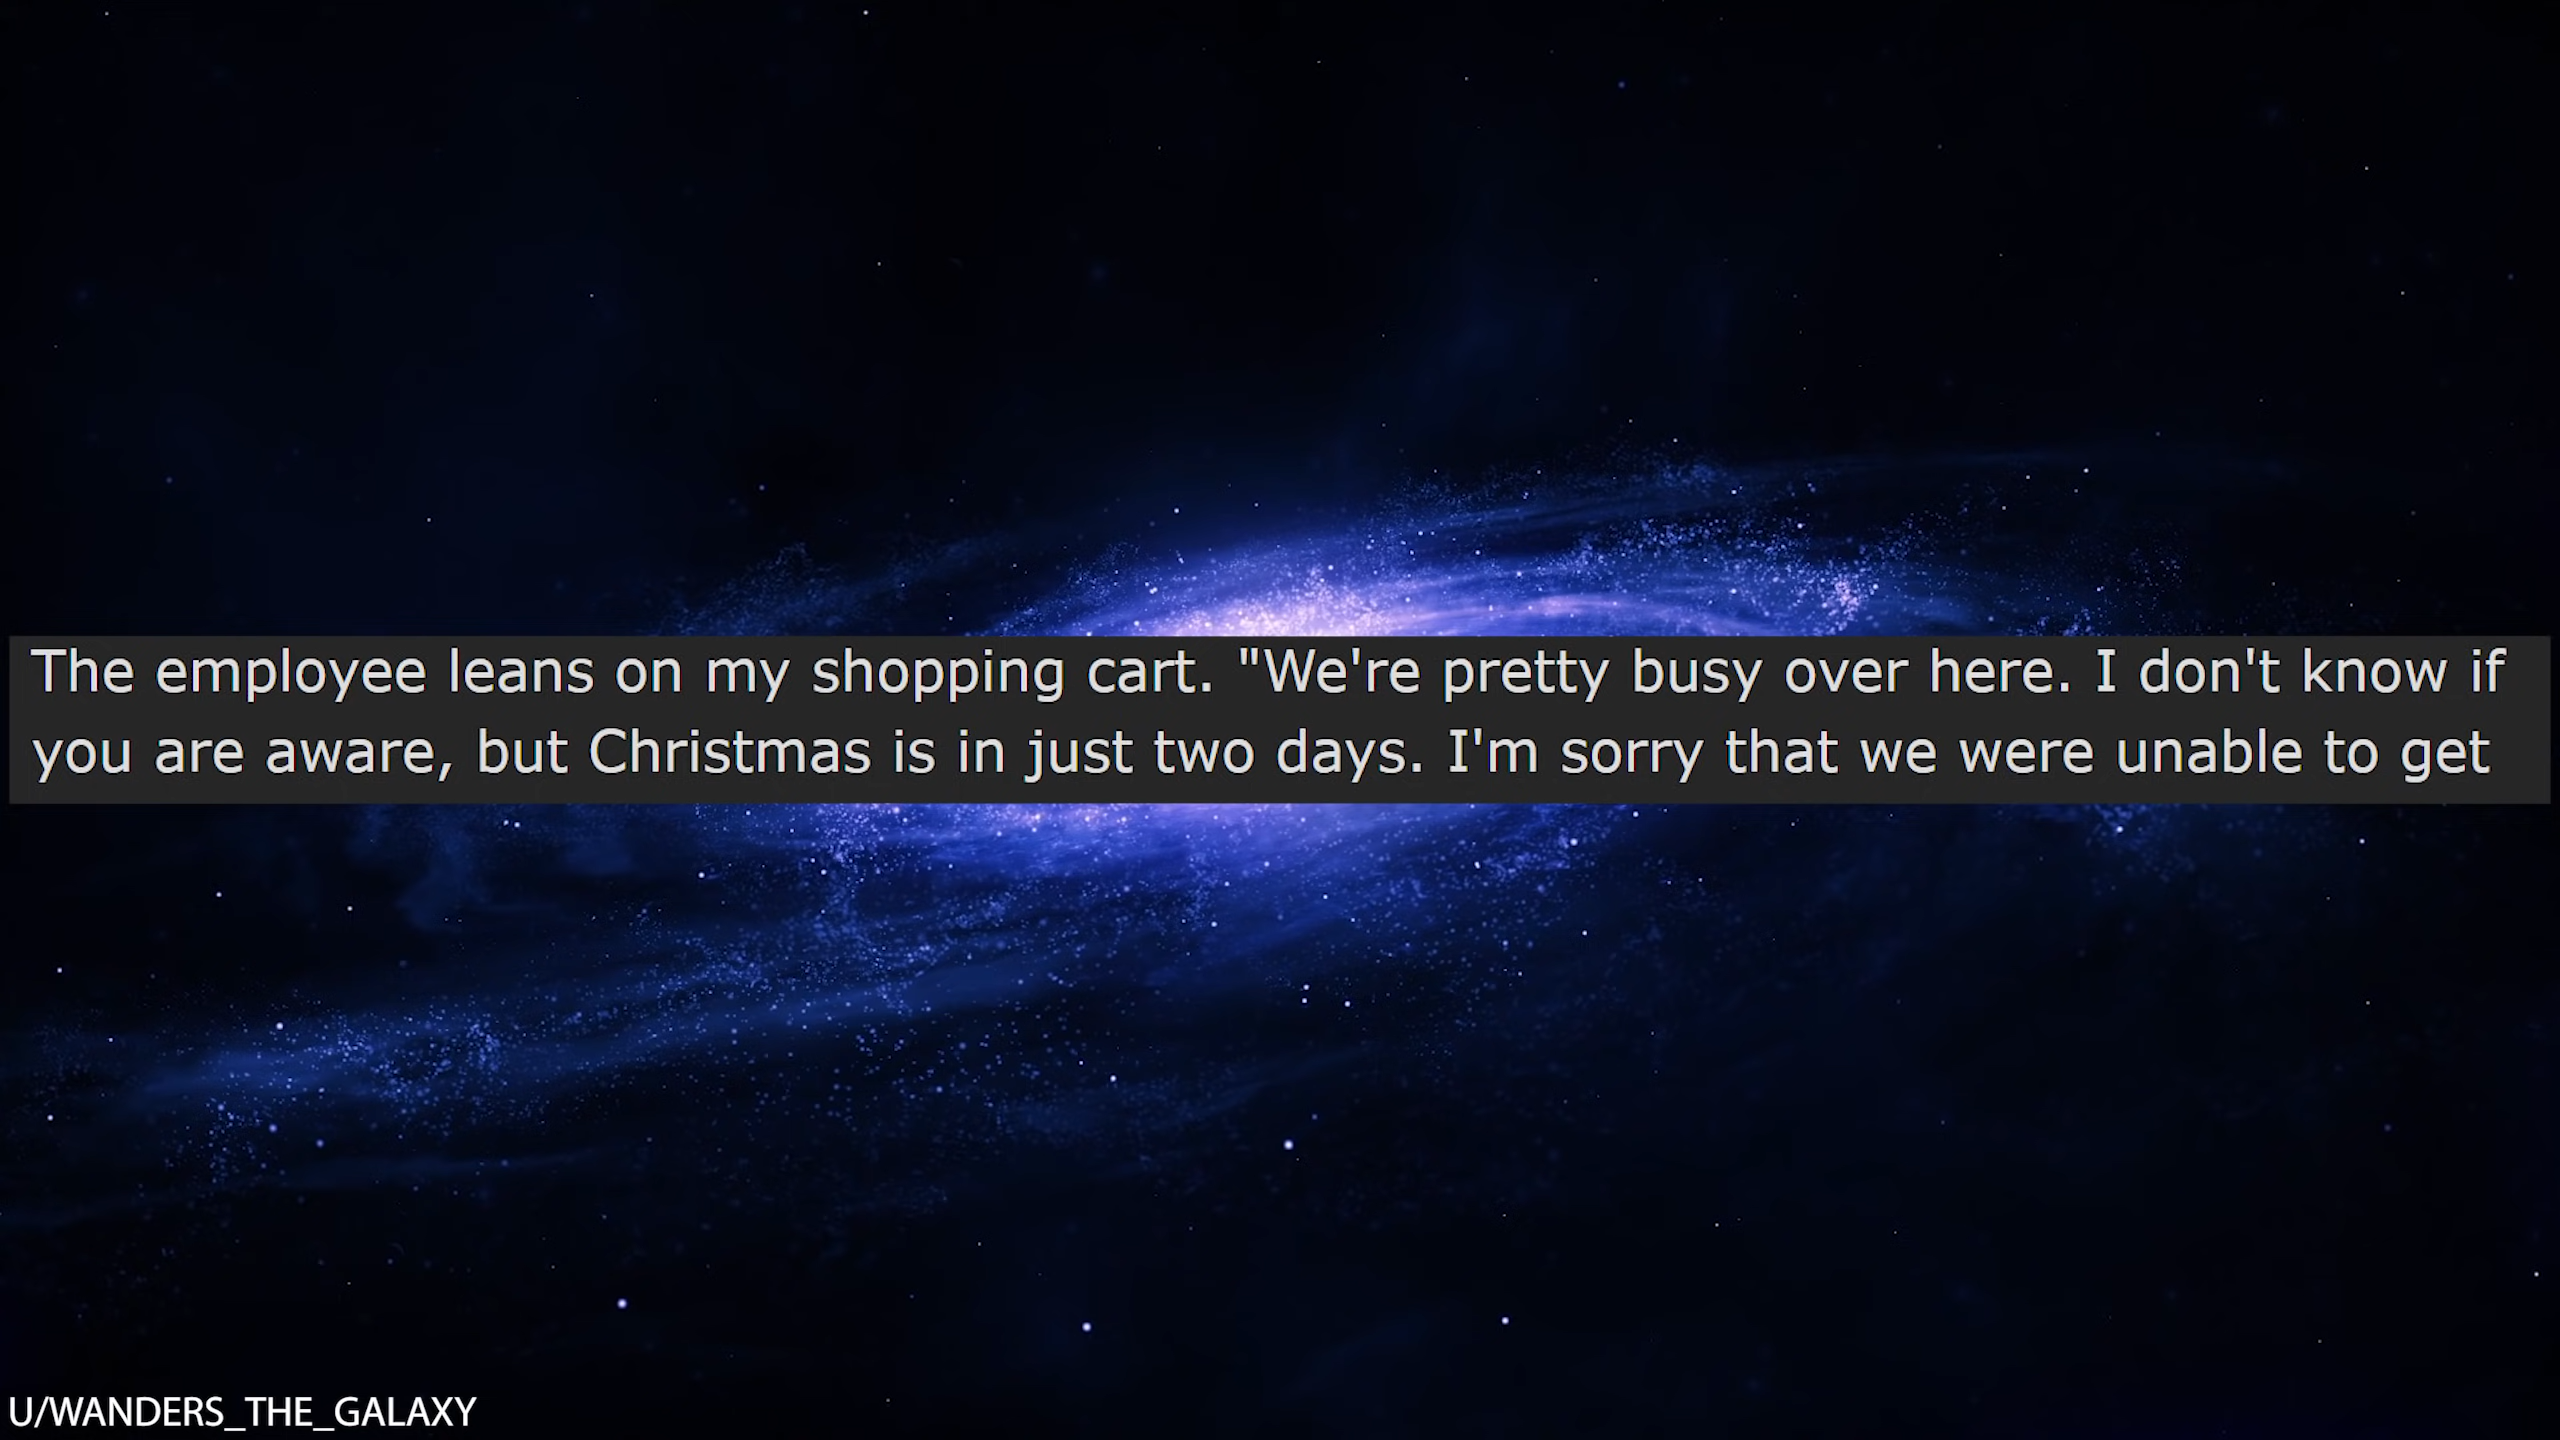 The employee leans on my shopping cart. "We're pretty busy over here. I don't know if
you are aware, but Christmas is in just two days. I'm sorry that we were unable to get
U/WANDERS_THE_GALAXY